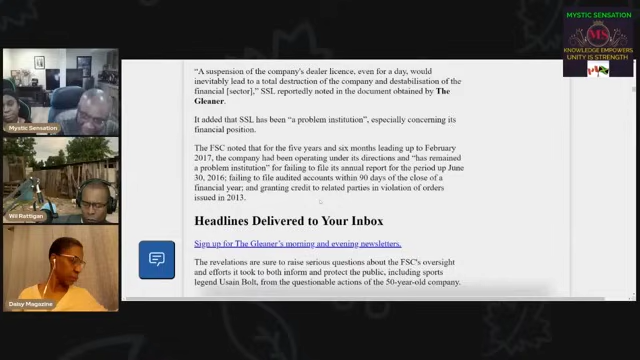 MYSTIC SENSATION
MS
KNOWLEDGE EMPOWERS
UNITY IS STRENGTH
"A suspension of the company's dealer licence, even for a day, would
inevitably lead to a total destruction of the company and destabilisation of the
financial [sector]," SSL reportedly noted in the document obtained by The
Gleaner.
It added that SSL has been "a problem institution", especially concerning its
financial position.
The FSC noted that for the five years and six months leading up to February
2017, the company had been operating under its directions and "has remained
a problem institution" for failing to file its annual report for the period up June
30, 2016; failing to file audited accounts within 90 days of the close of a
financial year; and granting credit to related parties in violation of orders
issued in 2013.
Headlines Delivered to Your Inbox
Sign up for The Gleaner's morning and evening newsletters.
The revelations are sure to raise serious questions about the FSC's oversight
and efforts it took to both inform and protect the public, including sports
legend Usain Bolt, from the questionable actions of the 50-year-old company.
Mystic Sensation
Wil Rattigan
Daisy Magazine